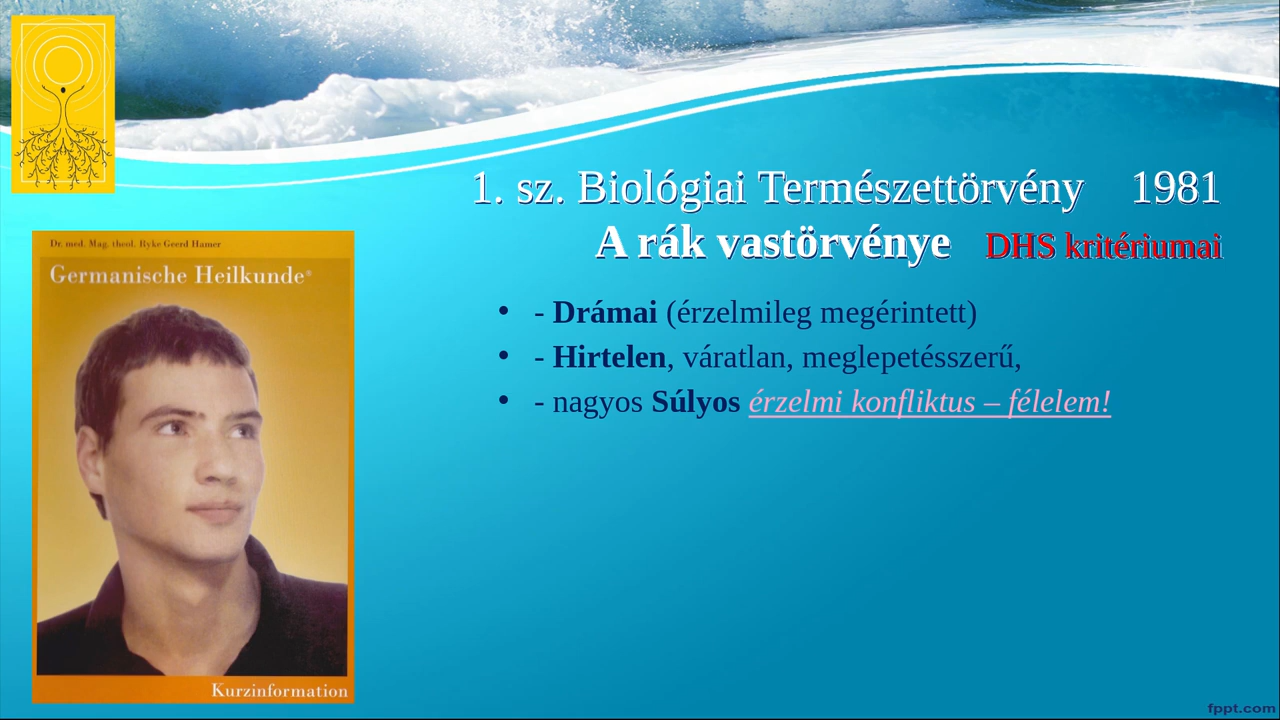 1. sz. Biológiai Természettörvény 1981
A rák vastörvénye DHS kritériumai
Dr. med. Mag. theol. Ryke Geerd Hamer
Germanische Heilkunde®
• - Drámai (érzelmileg megérintett)
• - Hirtelen, váratlan, meglepetésszerű,
• - nagyos Súlyos érzelmi konfliktus – félelem!
Kurzinformation
fppt.com